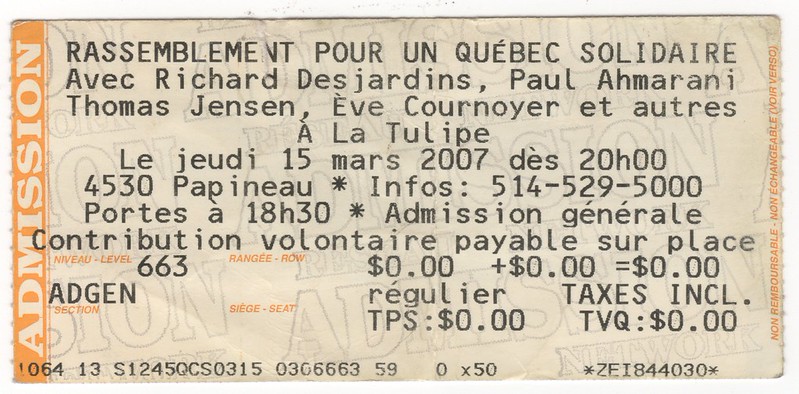 ADMISSION
RASSEMBLEMENT POUR UN QUÉBEC SOLIDAIRE
Avec Richard Desjardins, Paul Ahmarani
Thomas Jensen, Ève Cournoyer et autres
À La Tulipe
Le jeudi 15 mars 2007 dès 20h00
4530 Papineau * Infos: 514-529-5000
Portes à 18h30 * Admission générale
Contribution volontaire payable sur place
NIVEAU - LEVEL 663 RANGÉE - ROW $0.00 +$0.00 =$0.00
ADGEN régulier TAXES INCL.
SECTION SIÈGE - SEAT TPS:$0.00 TVQ:$0.00
1064 13 S1245QCS0315 0306663 59 0 x50 *ZEI844030*
NON REMBOURSABLE - NON ÉCHANGEABLE (VOIR VERSO)
ADMISSION
NETWORK